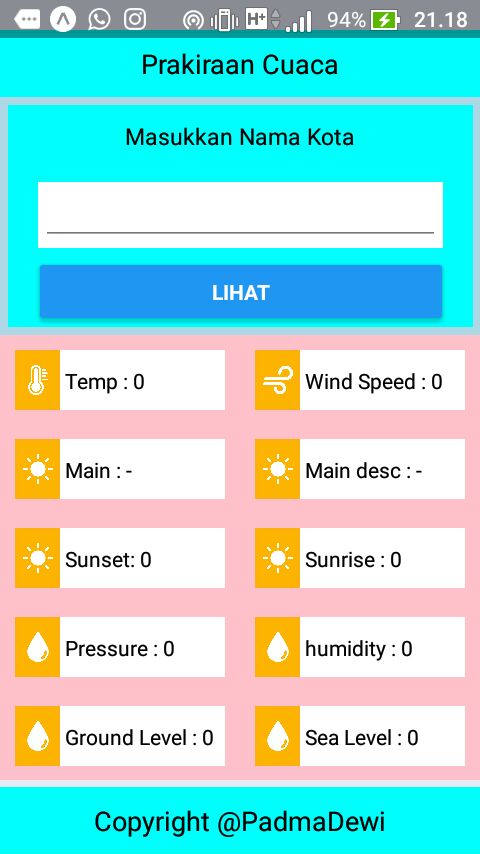 H+ 94% 21.18
Prakiraan Cuaca
Masukkan Nama Kota
LIHAT
Temp : 0
Wind Speed : 0
Main : -
Main desc : -
Sunset: 0
Sunrise : 0
Pressure : 0
humidity : 0
Ground Level : 0
Sea Level : 0
Copyright @PadmaDewi